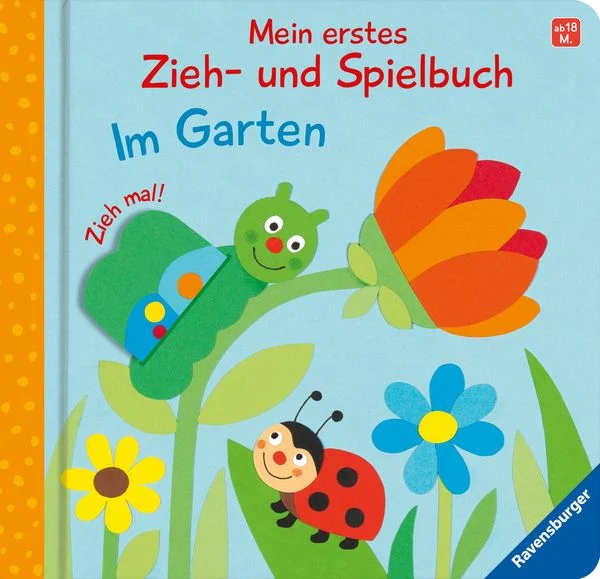 ab 18
M.
Mein erstes
Zieh- und Spielbuch
Im Garten
Zieh mal!
Ravensburger